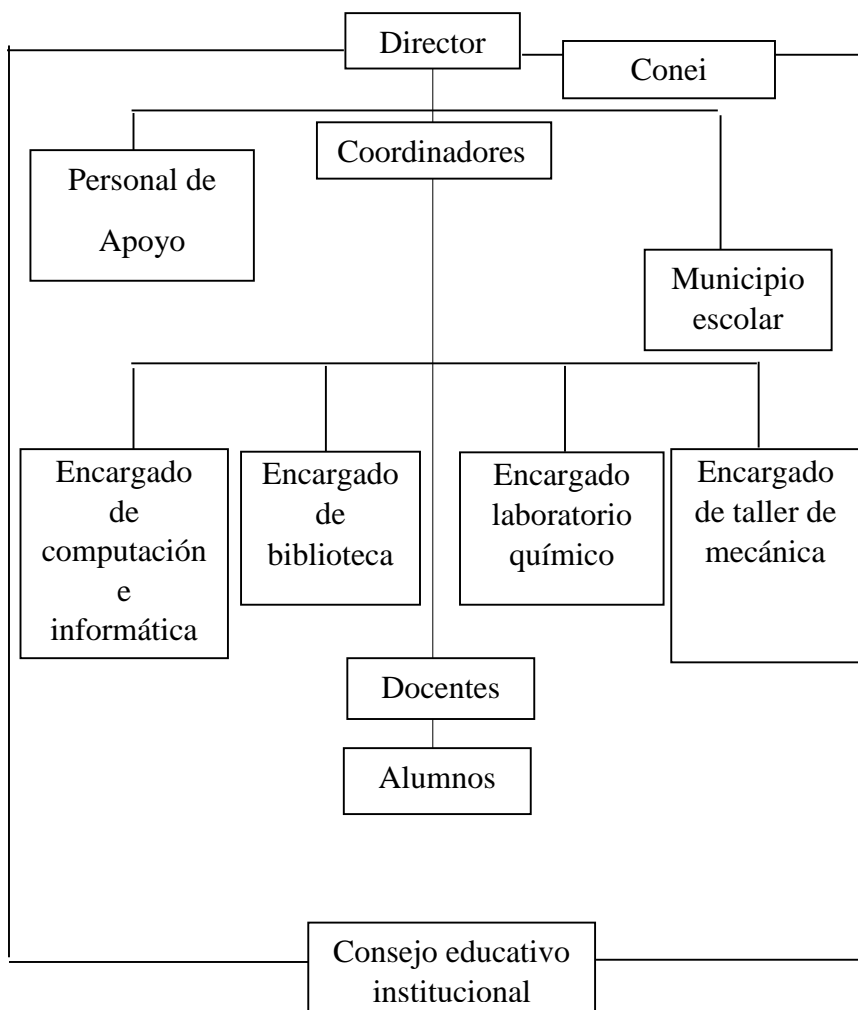 Director
Conei
Coordinadores
Personal de
Apoyo
Municipio
escolar
Encargado
de
computación
e
informática
Encargado
de
biblioteca
Encargado
laboratorio
químico
Encargado
de taller de
mecánica
Docentes
Alumnos
Consejo educativo
institucional